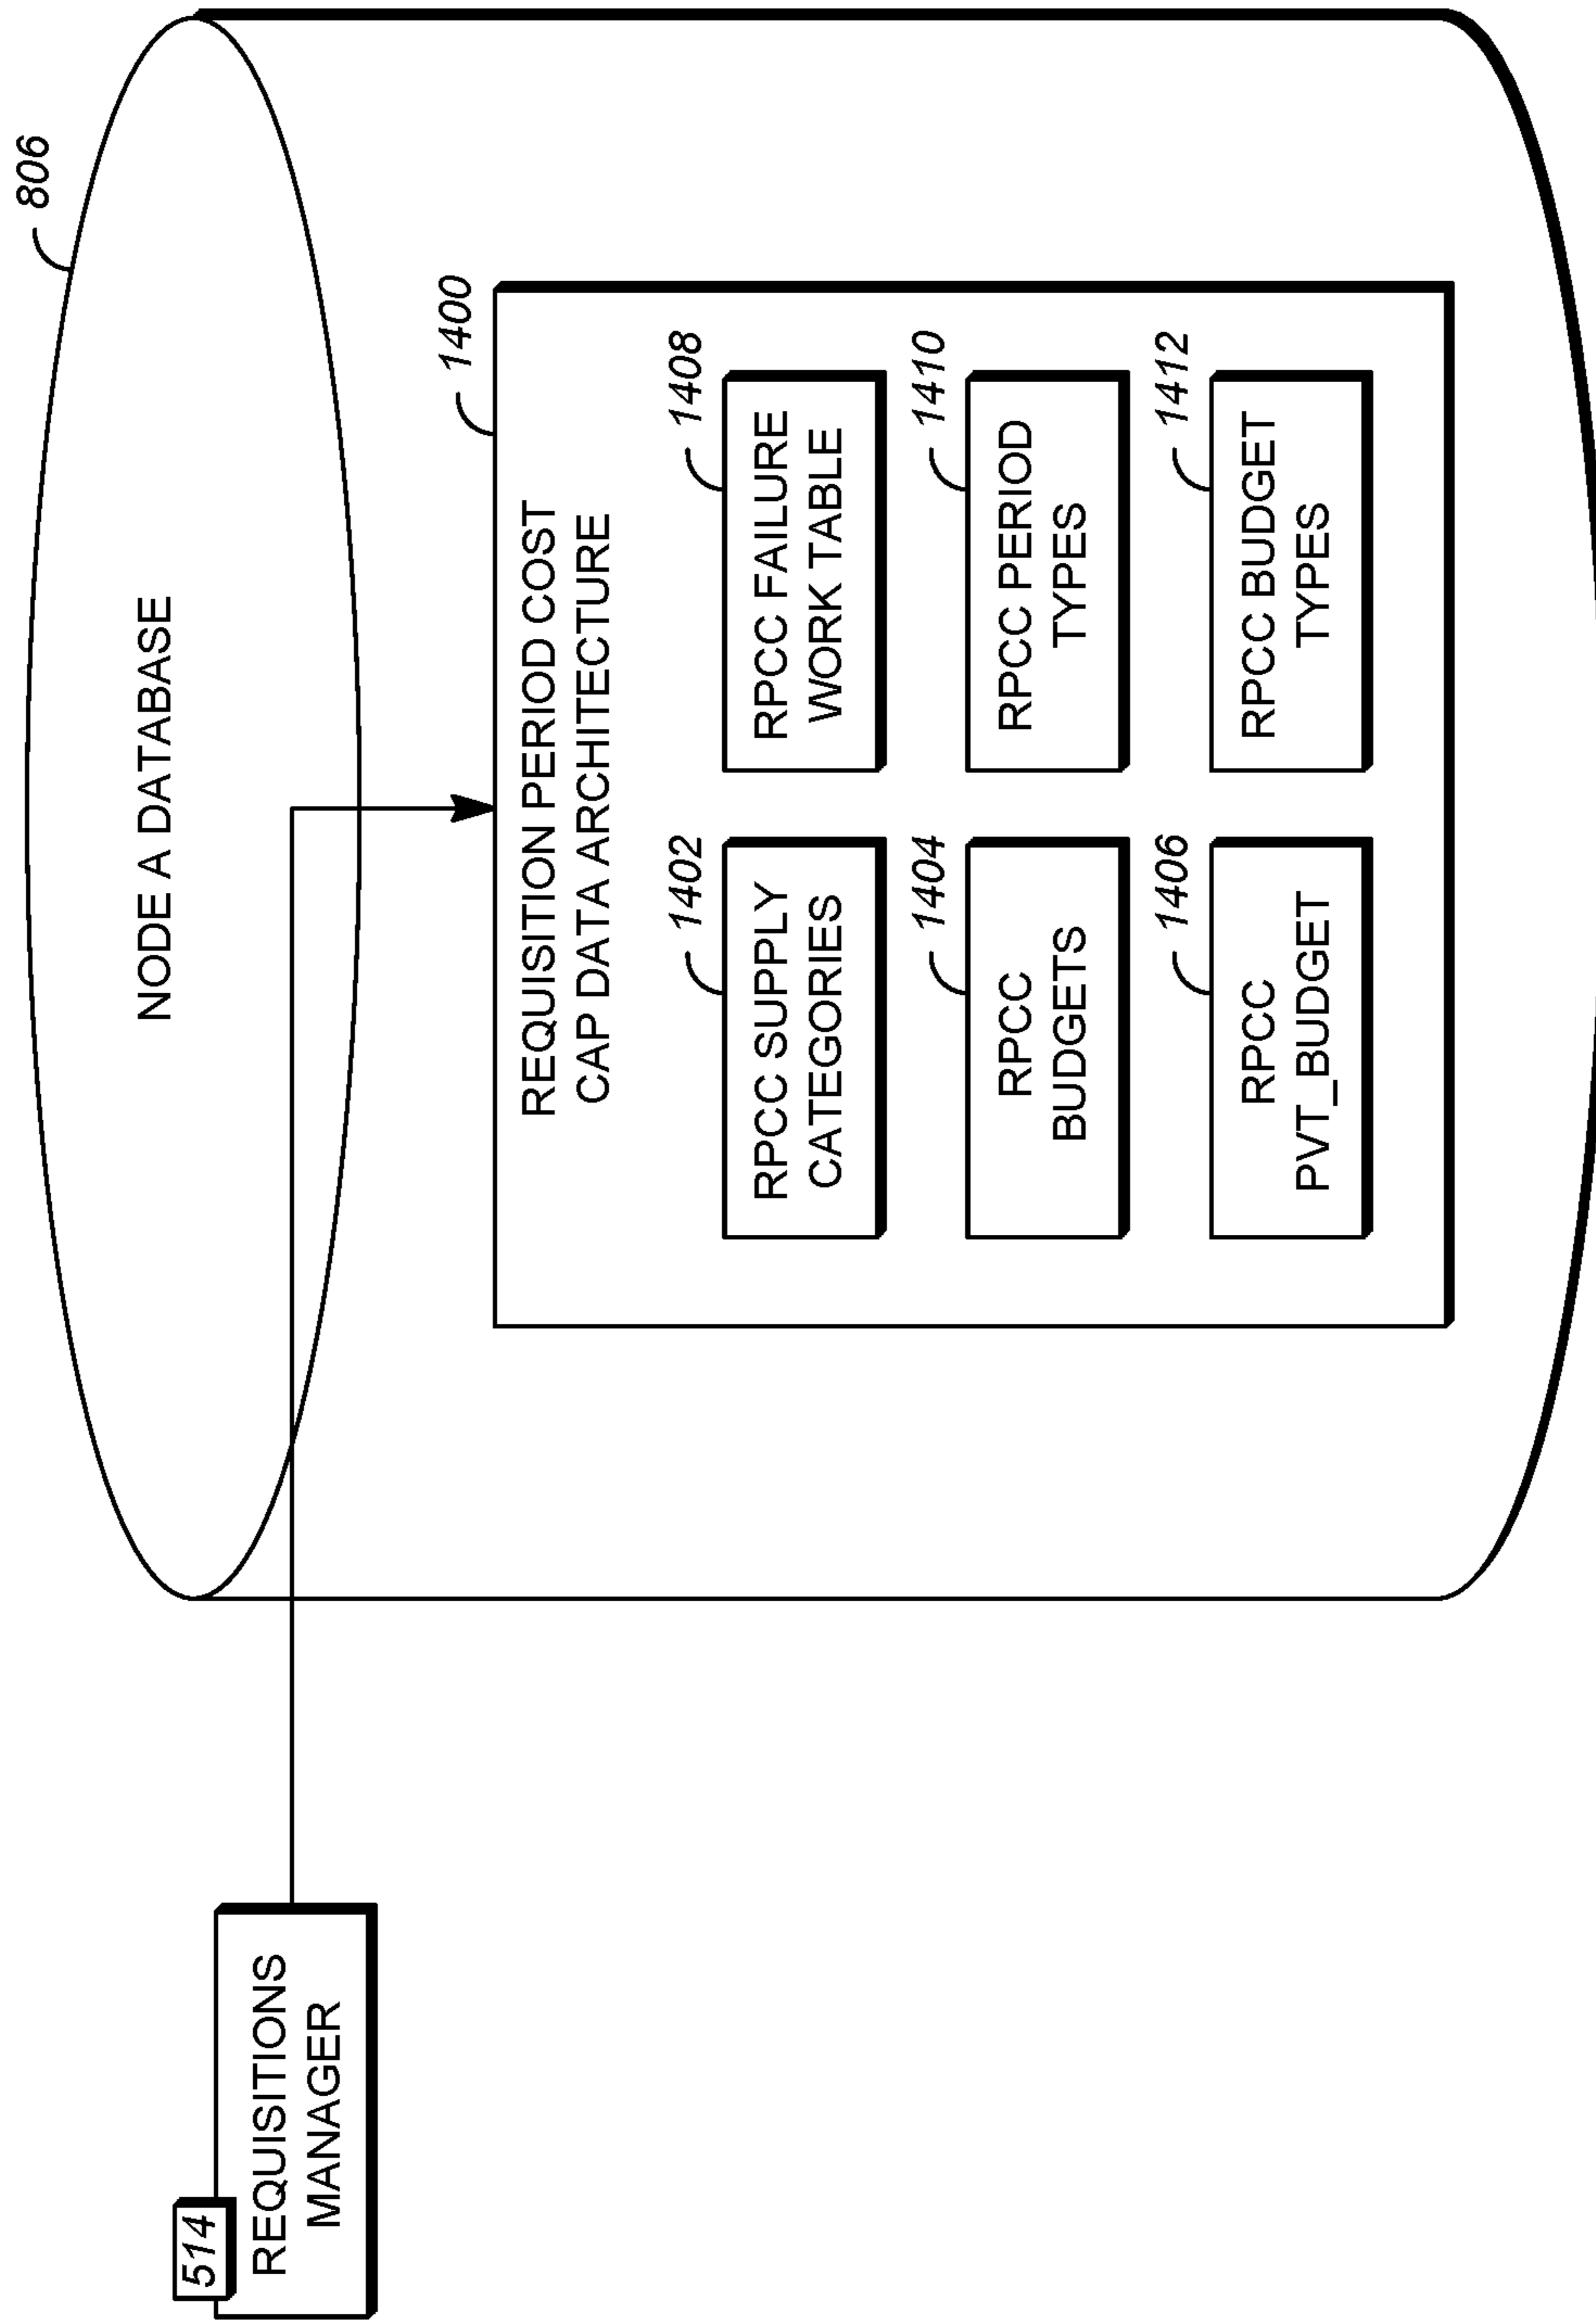 806
NODE A DATABASE
514
REQUISITIONS
MANAGER
1400
REQUISITION PERIOD COST
CAP DATA ARCHITECTURE
1402
RPCC SUPPLY
CATEGORIES
1408
RPCC FAILURE
WORK TABLE
1404
RPCC
BUDGETS
1410
RPCC PERIOD
TYPES
1406
RPCC
PVT_BUDGET
1412
RPCC BUDGET
TYPES